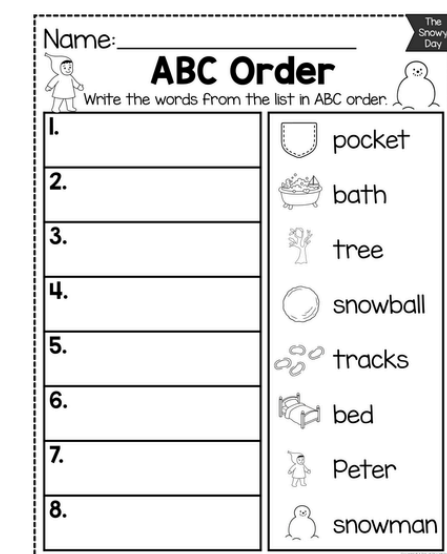 The
Snowy
Day
Name:
ABC Order
Write the words from the list in ABC order.
1.
2.
3.
4.
5.
6.
7.
8.
pocket
bath
tree
snowball
tracks
bed
Peter
snowman